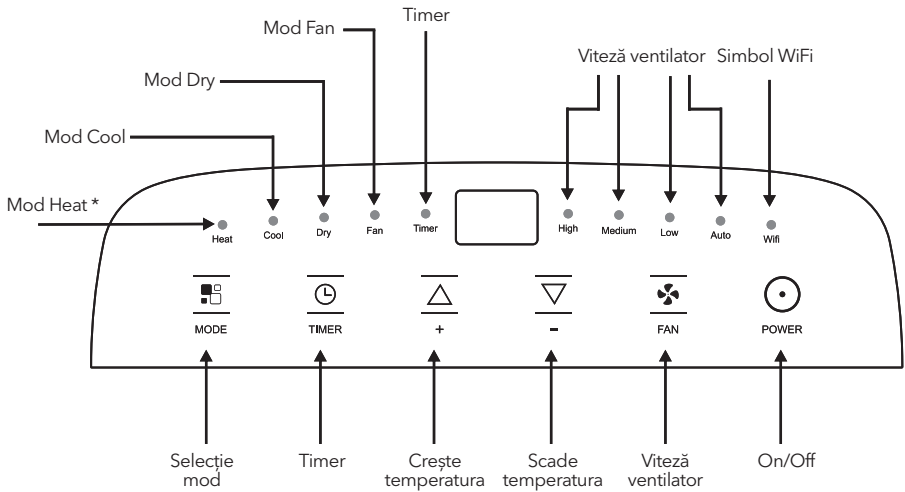 Timer
Mod Fan
Viteză ventilator Simbol WiFi
Mod Dry
Mod Cool
Mod Heat *
Heat Cool Dry Fan Timer High Medium Low Auto Wifi
MODE TIMER + - FAN POWER
Selecție mod
Timer
Crește temperatura
Scade temperatura
Viteză ventilator
On/Off